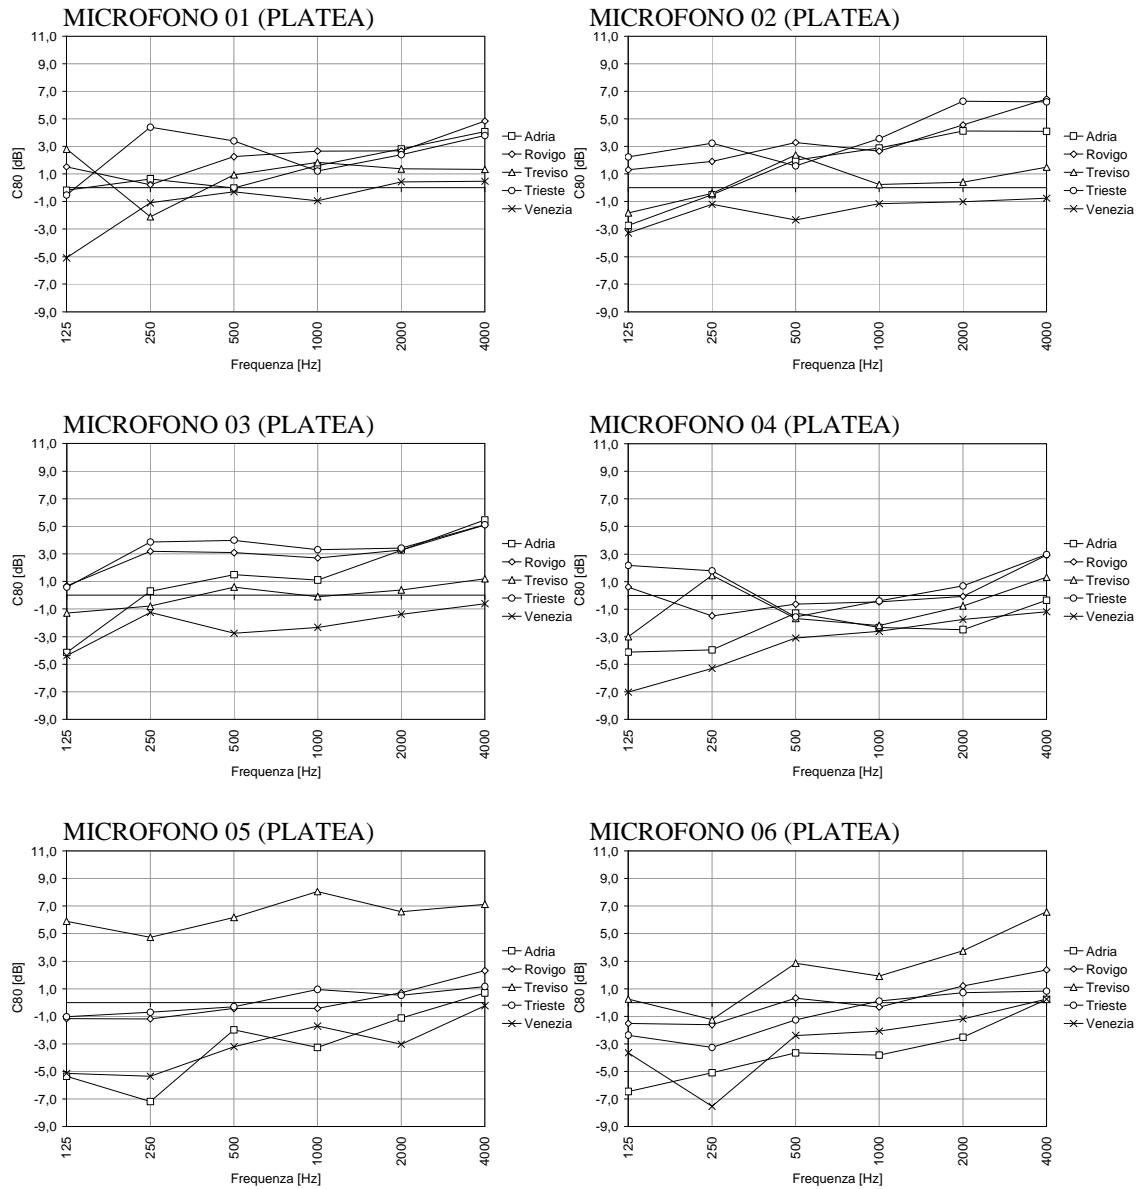 MICROFONO 01 (PLATEA)
11,0
9,0
7,0
5,0
3,0
1,0
-1,0
-3,0
-5,0
-7,0
-9,0
C80 [dB]
125
250
500
1000
2000
4000
Frequenza [Hz]
Adria
Rovigo
Treviso
Trieste
Venezia
MICROFONO 02 (PLATEA)
11,0
9,0
7,0
5,0
3,0
1,0
-1,0
-3,0
-5,0
-7,0
-9,0
C80 [dB]
125
250
500
1000
2000
4000
Frequenza [Hz]
Adria
Rovigo
Treviso
Trieste
Venezia
MICROFONO 03 (PLATEA)
11,0
9,0
7,0
5,0
3,0
1,0
-1,0
-3,0
-5,0
-7,0
-9,0
C80 [dB]
125
250
500
1000
2000
4000
Frequenza [Hz]
Adria
Rovigo
Treviso
Trieste
Venezia
MICROFONO 04 (PLATEA)
11,0
9,0
7,0
5,0
3,0
1,0
-1,0
-3,0
-5,0
-7,0
-9,0
C80 [dB]
125
250
500
1000
2000
4000
Frequenza [Hz]
Adria
Rovigo
Treviso
Trieste
Venezia
MICROFONO 05 (PLATEA)
11,0
9,0
7,0
5,0
3,0
1,0
-1,0
-3,0
-5,0
-7,0
-9,0
C80 [dB]
125
250
500
1000
2000
4000
Frequenza [Hz]
Adria
Rovigo
Treviso
Trieste
Venezia
MICROFONO 06 (PLATEA)
11,0
9,0
7,0
5,0
3,0
1,0
-1,0
-3,0
-5,0
-7,0
-9,0
C80 [dB]
125
250
500
1000
2000
4000
Frequenza [Hz]
Adria
Rovigo
Treviso
Trieste
Venezia